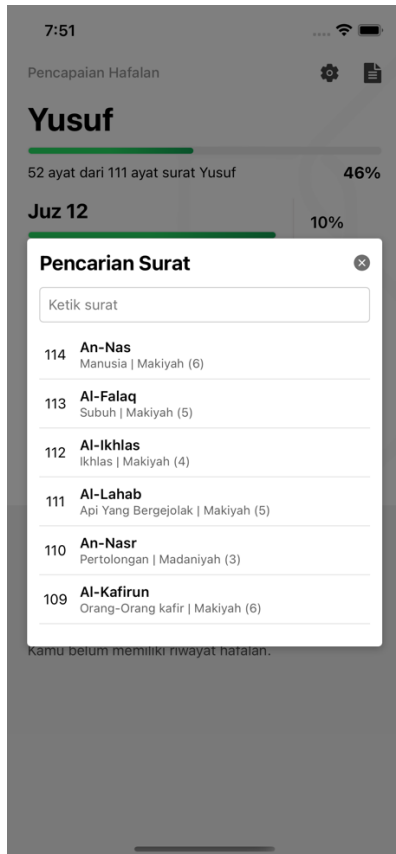 7:51
Pencapaian Hafalan
Yusuf
52 ayat dari 111 ayat surat Yusuf 46%
Juz 12
10%
Pencarian Surat
Ketik surat
114 An-Nas
Manusia | Makiyah (6)
113 Al-Falaq
Subuh | Makiyah (5)
112 Al-Ikhlas
Ikhlas | Makiyah (4)
111 Al-Lahab
Api Yang Bergejolak | Makiyah (5)
110 An-Nasr
Pertolongan | Madaniyah (3)
109 Al-Kafirun
Orang-Orang kafir | Makiyah (6)
Kamu belum memiliki riwayat hafalan.